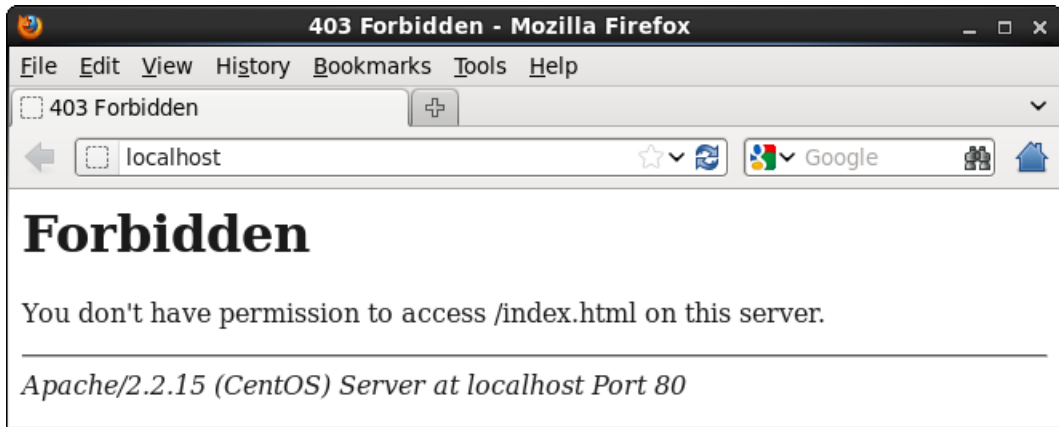 403 Forbidden - Mozilla Firefox
File Edit View History Bookmarks Tools Help
403 Forbidden
localhost Google
Forbidden
You don't have permission to access /index.html on this server.
Apache/2.2.15 (CentOS) Server at localhost Port 80